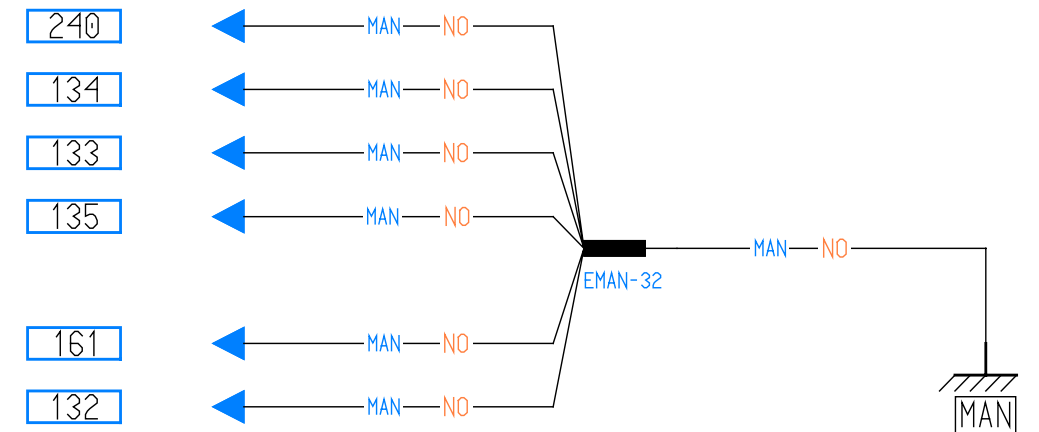 240 MAN NO
134 MAN NO
133 MAN NO
135 MAN NO
MAN NO
EMAN-32
161 MAN NO
132 MAN NO
MAN